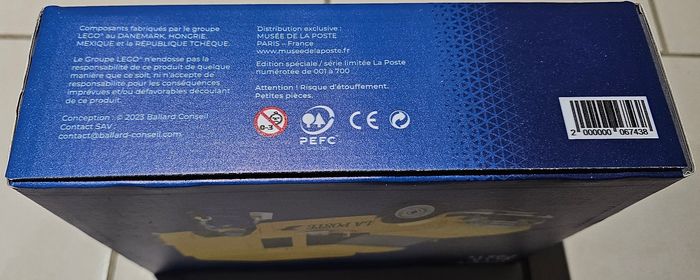 Composants fabriqués par le groupe
LEGO® au DANEMARK, HONGRIE,
MEXIQUE et la RÉPUBLIQUE TCHÈQUE.
Le Groupe LEGO® n'endosse pas la
responsabilité de ce produit de quelque
manière que ce soit, ni n'accepte de
responsabilité pour les conséquences
imprévues et/ou défavorables découlant
de ce produit.
Conception : © 2023 Ballard Conseil
Contact SAV :
contact@ballard-conseil.com
Distribution exclusive :
MUSÉE DE LA POSTE
PARIS – France
www.museedelaposte.fr
Edition spéciale / série limitée La Poste
numérotée de 001 à 700
Attention ! Risque d'étouffement.
Petites pièces.
0-3
PEFC
CE
2 000000 067438
LA POSTE